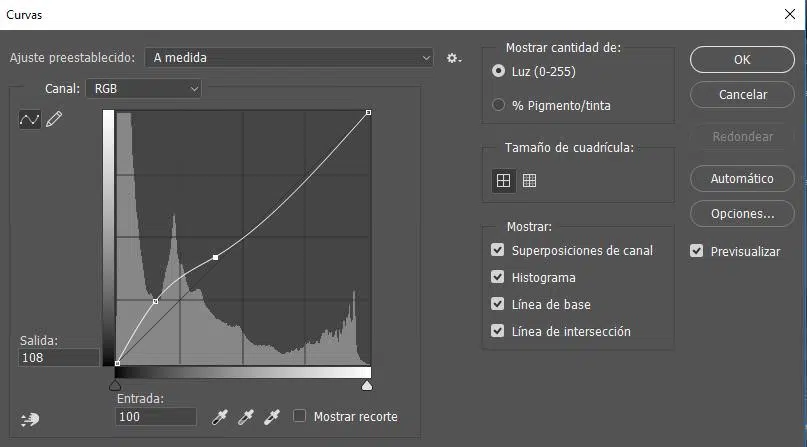 Curvas
Ajuste preestablecido: A medida
Canal: RGB
Salida:
108
Entrada:
100
Mostrar recorte
Mostrar cantidad de:
Luz (0-255)
% Pigmento/tinta
Tamaño de cuadrícula:
Mostrar:
Superposiciones de canal
Histograma
Línea de base
Línea de intersección
OK
Cancelar
Redondear
Automático
Opciones...
Previsualizar